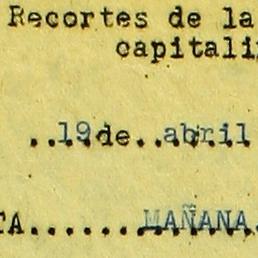 Recortes de la
capitali
..19de..abril
TA.......MAÑANA.